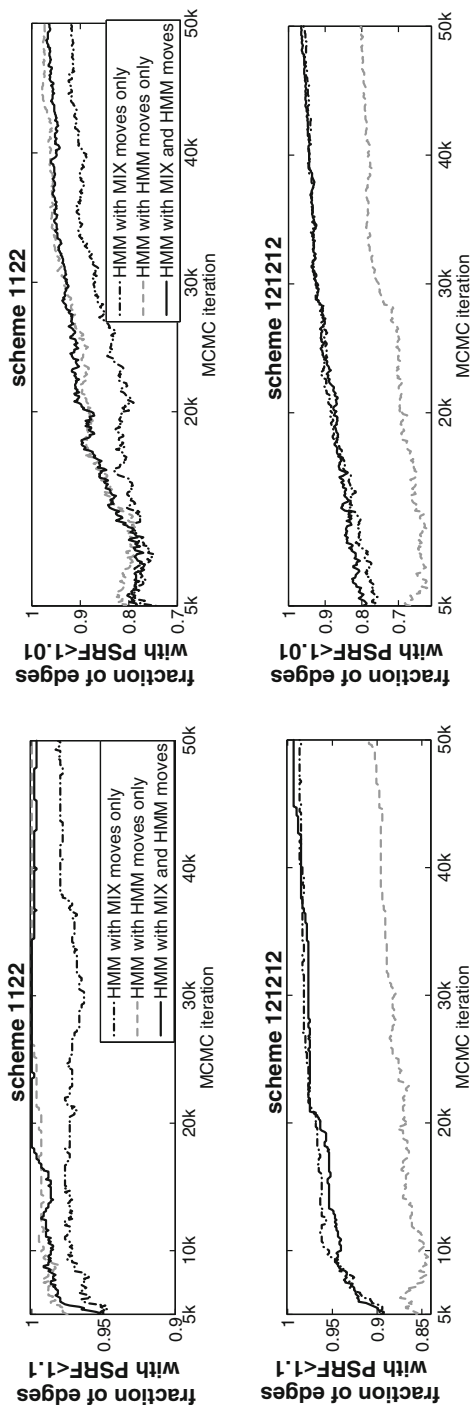 scheme 1122
fraction of edges
with PSRF<1.1
1
0.95
0.9
HMM with MIX moves only
HMM with HMM moves only
HMM with MIX and HMM moves
5k 10k 20k 30k 40k 50k
MCMC iteration
scheme 1122
fraction of edges
with PSRF<1.01
1
0.9
0.8
0.7
HMM with MIX moves only
HMM with HMM moves only
HMM with MIX and HMM moves
5k 20k 30k 40k 50k
MCMC iteration
scheme 121212
fraction of edges
with PSRF<1.1
1
0.95
0.9
0.85
5k 10k 20k 30k 40k 50k
MCMC iteration
scheme 121212
fraction of edges
with PSRF<1.01
1
0.9
0.8
0.7
5k 20k 30k 40k 50k
MCMC iteration